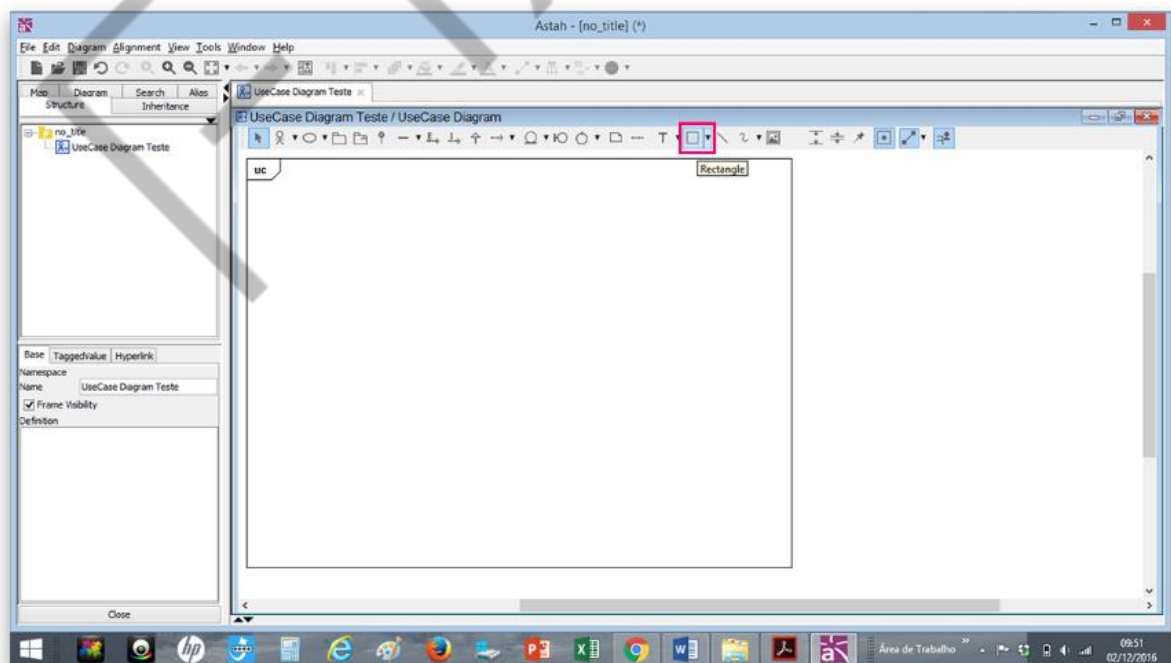 Astah - [no_title] (*)
File Edit Diagram Alignment View Tools Window Help
Map Diagram Search Alias
Structure Inheritance
no_title
UseCase Diagram Teste
UseCase Diagram Teste
UseCase Diagram Teste / UseCase Diagram
T
Rectangle
uc
Base TaggedValue Hyperlink
Namespace
Name UseCase Diagram Teste
Frame Visibility
Definition
Close
Área de Trabalho
09:51
02/12/2016